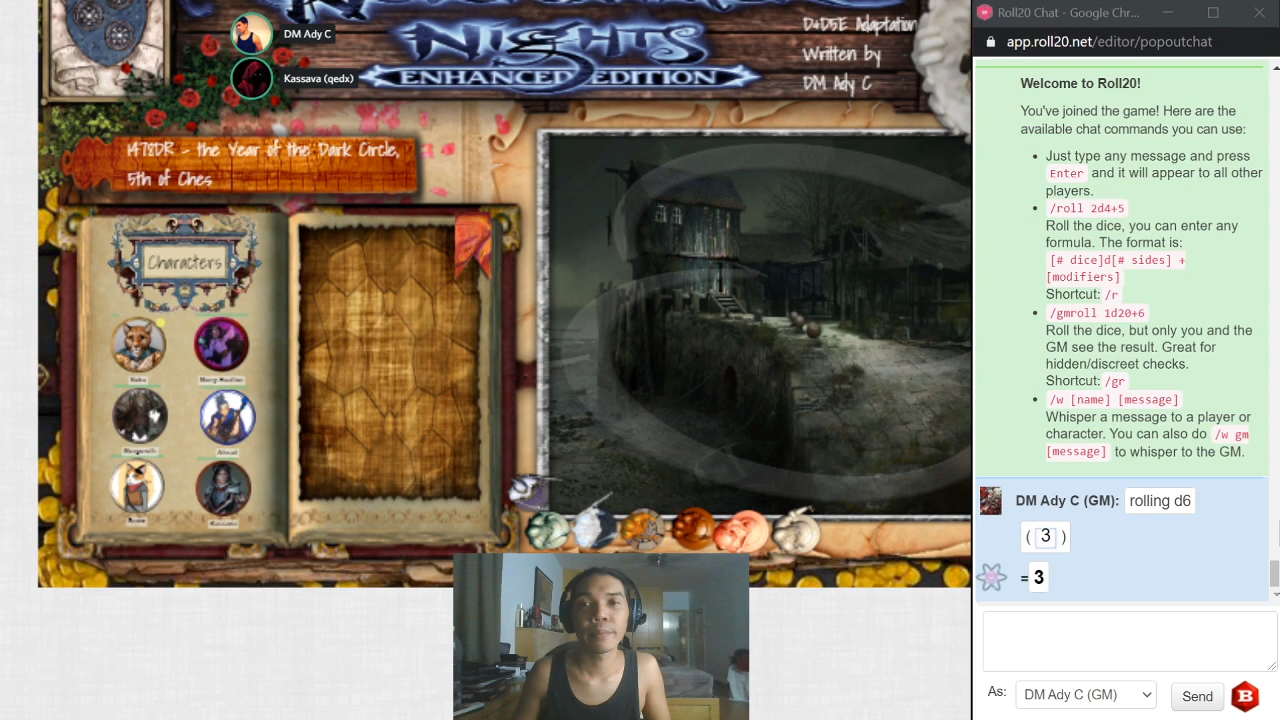 DM Ady C
Kassava (qedx)
NIGHTS
ENHANCED EDITION
D+D5E Adaptation
Written by
DM Ady C
1478DR - the Year of the Dark Circle,
5th of Ches
Characters
Roll20 Chat - Google Chr...
app.roll20.net/editor/popoutchat
Welcome to Roll20!
You've joined the game! Here are the
available chat commands you can use:
• Just type any message and press
Enter and it will appear to all other
players.
• /roll 2d4+5
Roll the dice, you can enter any
formula. The format is:
[# dice]d[# sides] +
[modifiers]
Shortcut: /r
• /gmroll 1d20+6
Roll the dice, but only you and the
GM see the result. Great for
hidden/discreet checks.
Shortcut: /gr
• /w [name] [message]
Whisper a message to a player or
character. You can also do /w gm
[message] to whisper to the GM.
DM Ady C (GM): rolling d6
( 3 )
= 3
As: DM Ady C (GM) Send